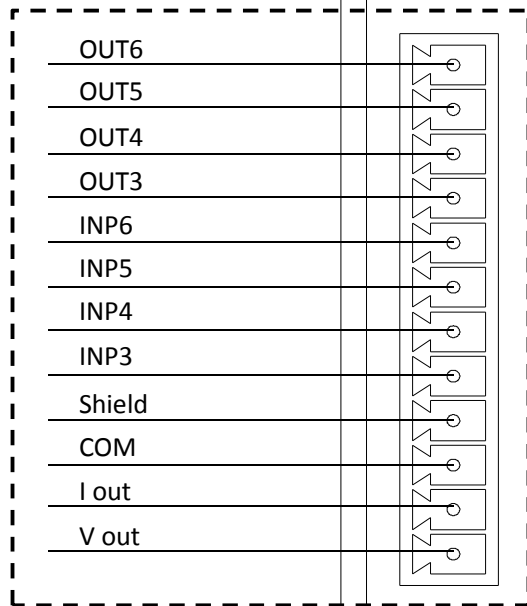 OUT6
OUT5
OUT4
OUT3
INP6
INP5
INP4
INP3
Shield
COM
I out
V out